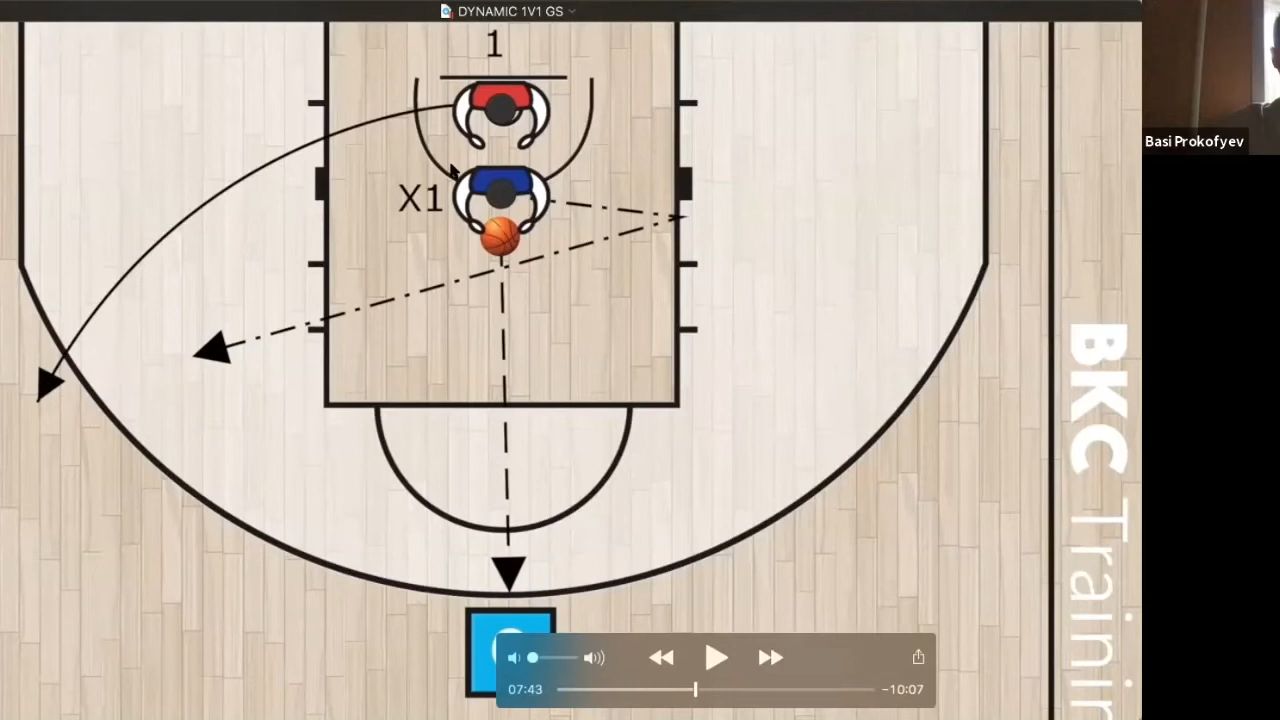 DYNAMIC 1V1 GS
1
X1
Basi Prokofyev
BKC Trainin
07:43
−10:07